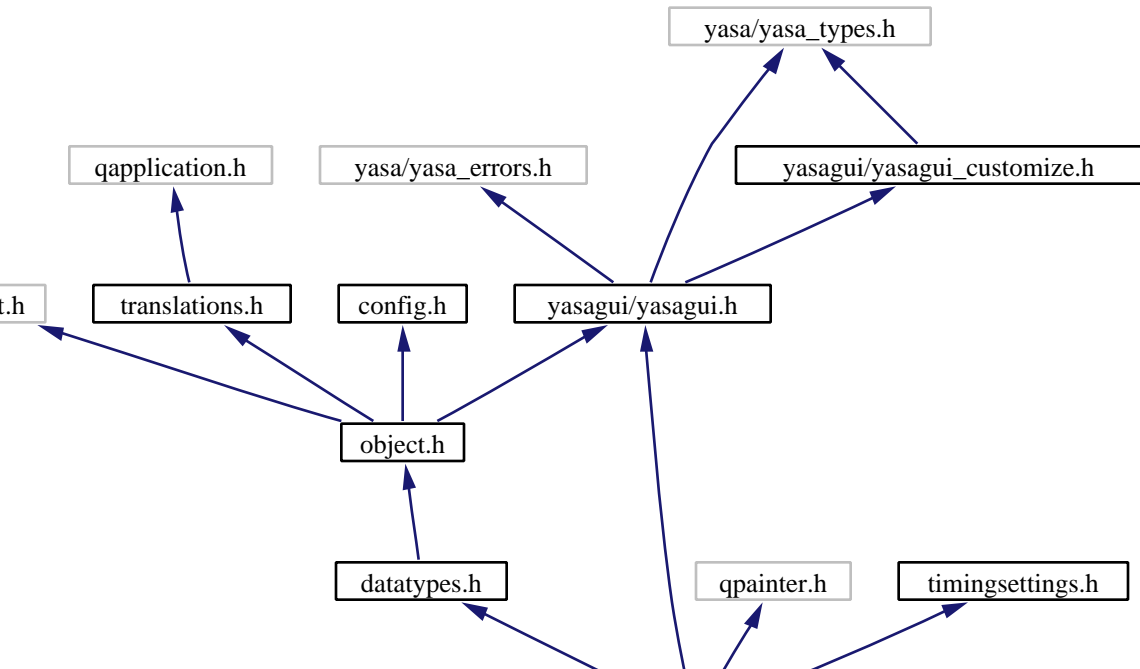 yasa/yasa_types.h
qapplication.h
yasa/yasa_errors.h
yasagui/yasagui_customize.h
t.h
translations.h
config.h
yasagui/yasagui.h
object.h
datatypes.h
qpainter.h
timingsettings.h